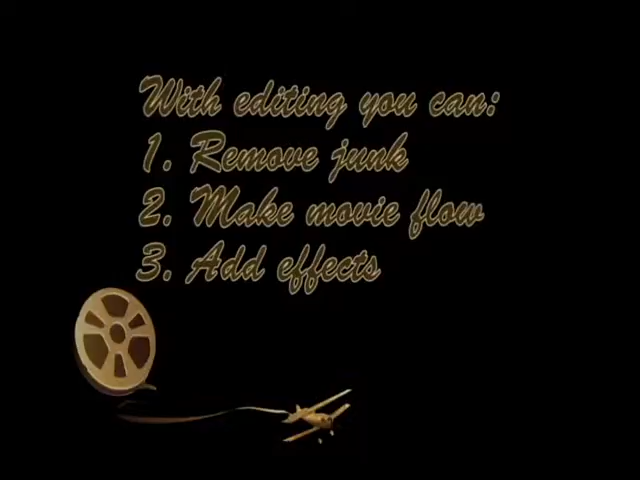 With editing you can:
1. Remove junk
2. Make movie flow
3. Add effects